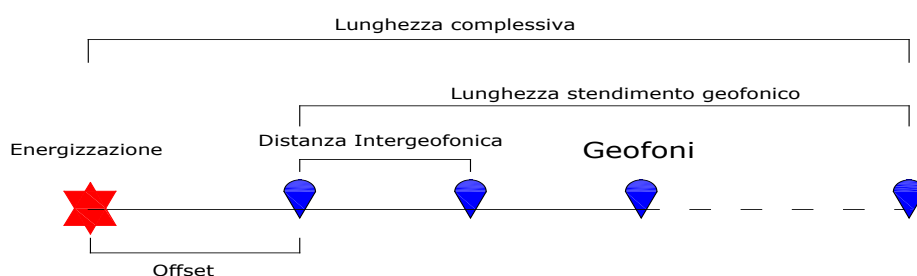 Lunghezza complessiva
Lunghezza stendimento geofonico
Distanza Intergeofonica
Energizzazione
Geofoni
Offset